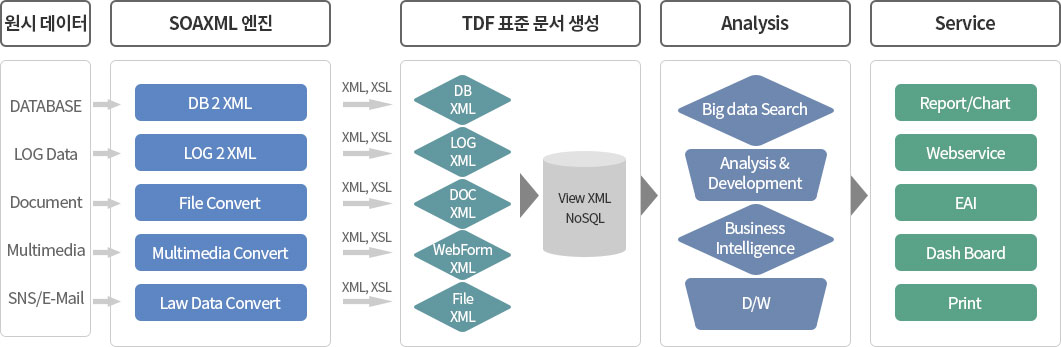 원시 데이터
SOAXML 엔진
TDF 표준 문서 생성
Analysis
Service
DATABASE
LOG Data
Document
Multimedia
SNS/E-Mail
DB 2 XML
LOG 2 XML
File Convert
Multimedia Convert
Law Data Convert
XML, XSL
XML, XSL
XML, XSL
XML, XSL
XML, XSL
DB
XML
LOG
XML
DOC
XML
WebForm
XML
File
XML
View XML
NoSQL
Big data Search
Analysis &
Development
Business
Intelligence
D/W
Report/Chart
Webservice
EAI
Dash Board
Print